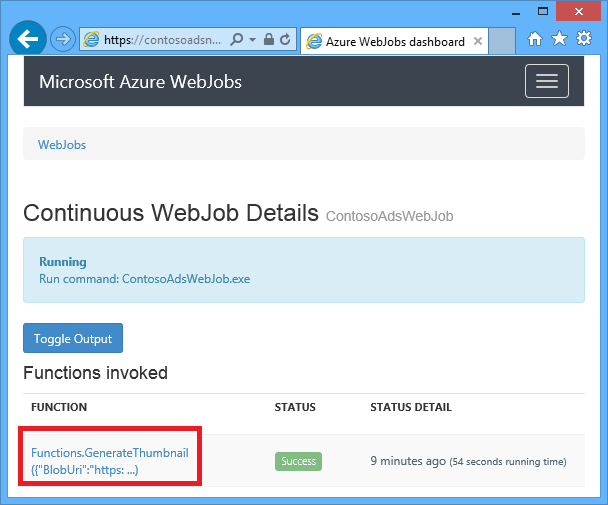 https://contosoadsn...
Azure WebJobs dashboard
Microsoft Azure WebJobs
WebJobs
Continuous WebJob Details ContosoAdsWebJob
Running
Run command: ContosoAdsWebJob.exe
Toggle Output
Functions invoked
FUNCTION STATUS STATUS DETAIL
Functions.GenerateThumbnail
({"BlobUri":"https: ...) Success 9 minutes ago (54 seconds running time)